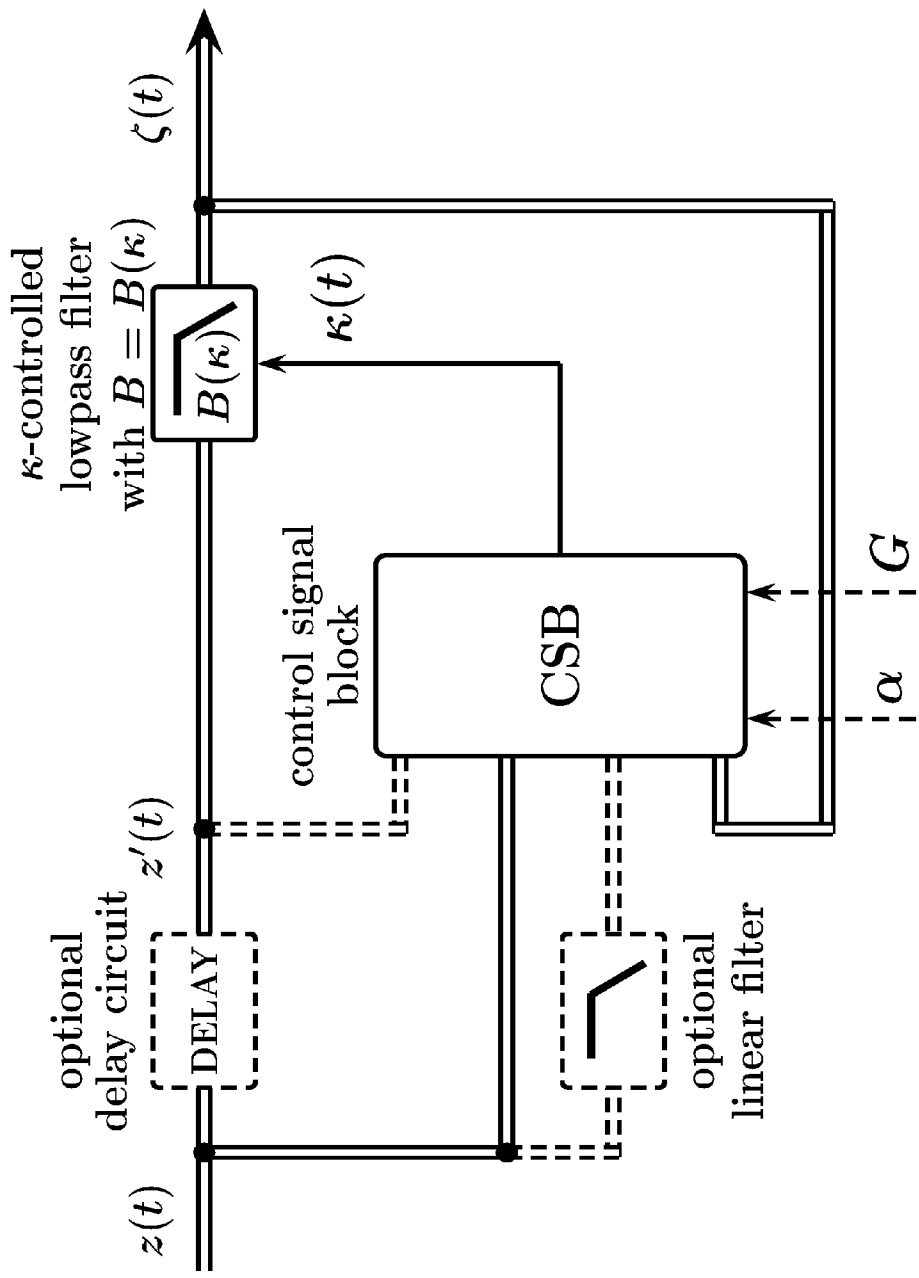 z(t)
optional
delay circuit
DELAY
z′(t)
κ-controlled
lowpass filter
with B = B(κ)
B(κ)
ζ(t)
κ(t)
control signal
block
CSB
optional
linear filter
α
G